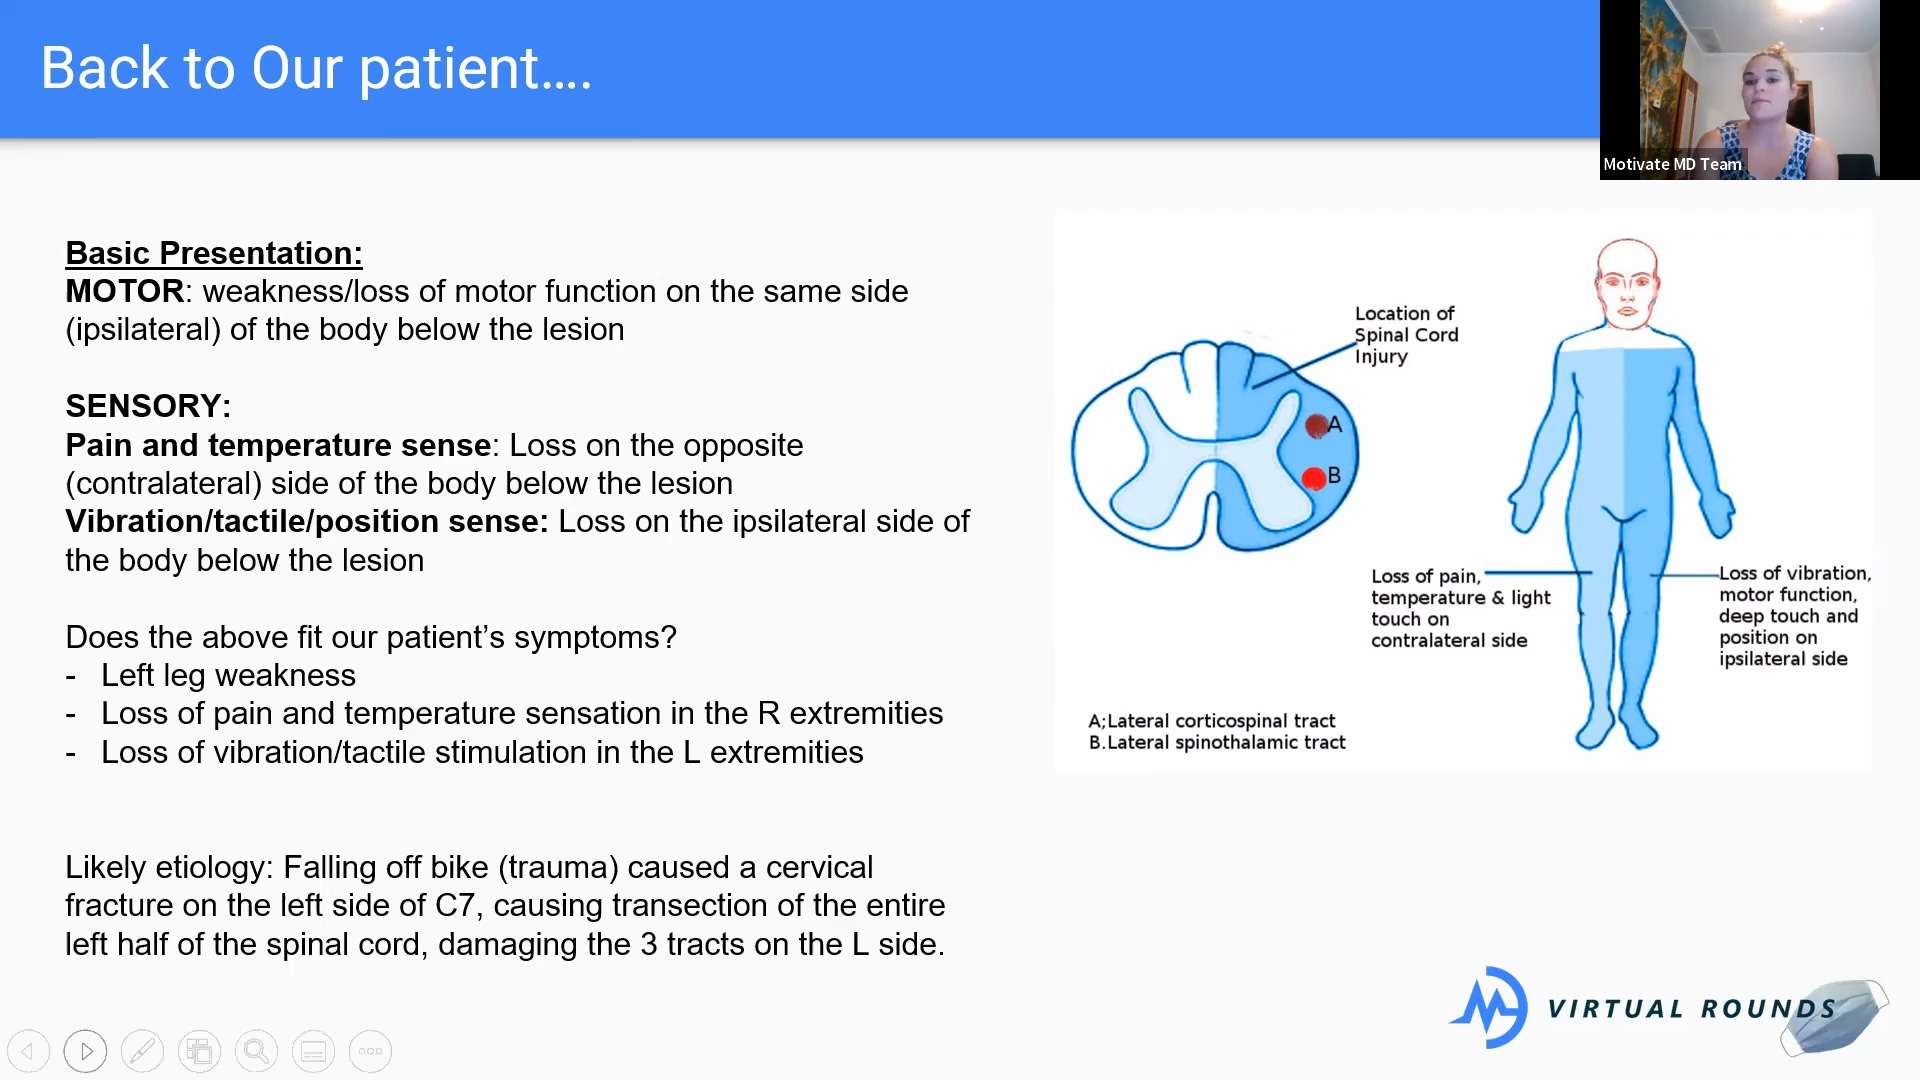 Back to Our patient....
Motivate MD Team
Basic Presentation:
MOTOR: weakness/loss of motor function on the same side
(ipsilateral) of the body below the lesion
SENSORY:
Pain and temperature sense: Loss on the opposite
(contralateral) side of the body below the lesion
Vibration/tactile/position sense: Loss on the ipsilateral side of
the body below the lesion
Does the above fit our patient’s symptoms?
- Left leg weakness
- Loss of pain and temperature sensation in the R extremities
- Loss of vibration/tactile stimulation in the L extremities
Likely etiology: Falling off bike (trauma) caused a cervical
fracture on the left side of C7, causing transection of the entire
left half of the spinal cord, damaging the 3 tracts on the L side.
Location of
Spinal Cord
Injury
A
B
Loss of pain,
temperature & light
touch on
contralateral side
Loss of vibration,
motor function,
deep touch and
position on
ipsilateral side
A;Lateral corticospinal tract
B.Lateral spinothalamic tract
VIRTUAL ROUNDS